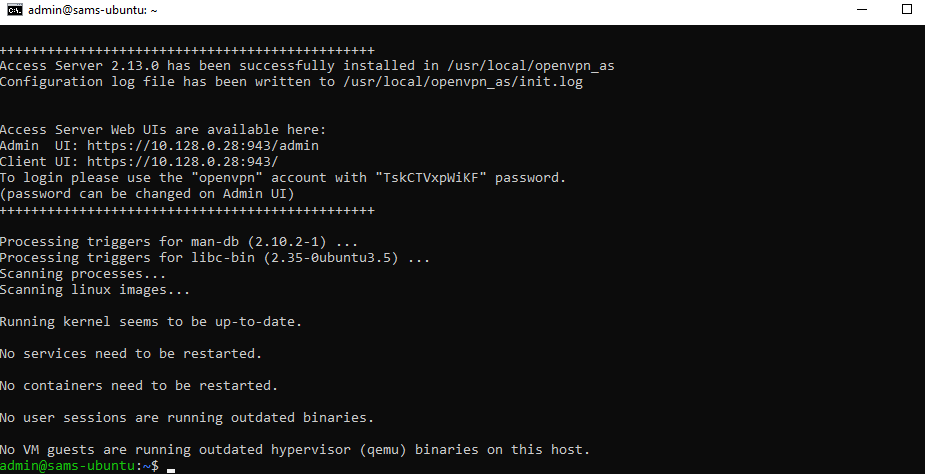 admin@sams-ubuntu: ~
+++++++++++++++++++++++++++++++++++++++++++++++
Access Server 2.13.0 has been successfully installed in /usr/local/openvpn_as
Configuration log file has been written to /usr/local/openvpn_as/init.log
Access Server Web UIs are available here:
Admin  UI: https://10.128.0.28:943/admin
Client UI: https://10.128.0.28:943/
To login please use the "openvpn" account with "TskCTVxpWiKF" password.
(password can be changed on Admin UI)
+++++++++++++++++++++++++++++++++++++++++++++++
Processing triggers for man-db (2.10.2-1) ...
Processing triggers for libc-bin (2.35-0ubuntu3.5) ...
Scanning processes...
Scanning linux images...
Running kernel seems to be up-to-date.
No services need to be restarted.
No containers need to be restarted.
No user sessions are running outdated binaries.
No VM guests are running outdated hypervisor (qemu) binaries on this host.
admin@sams-ubuntu:~$